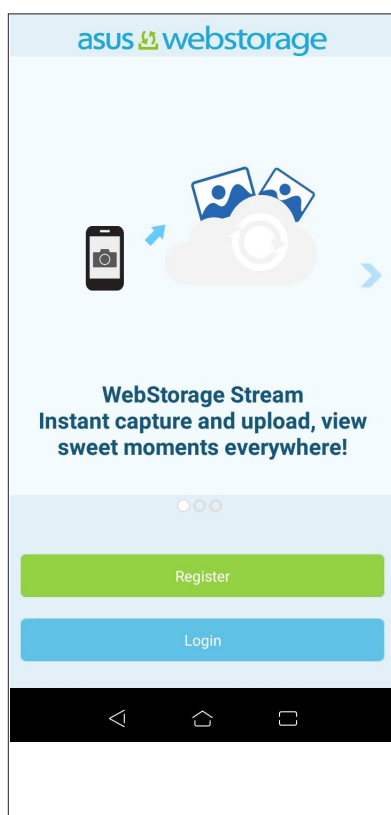 asus webstorage
WebStorage Stream
Instant capture and upload, view
sweet moments everywhere!
Register
Login